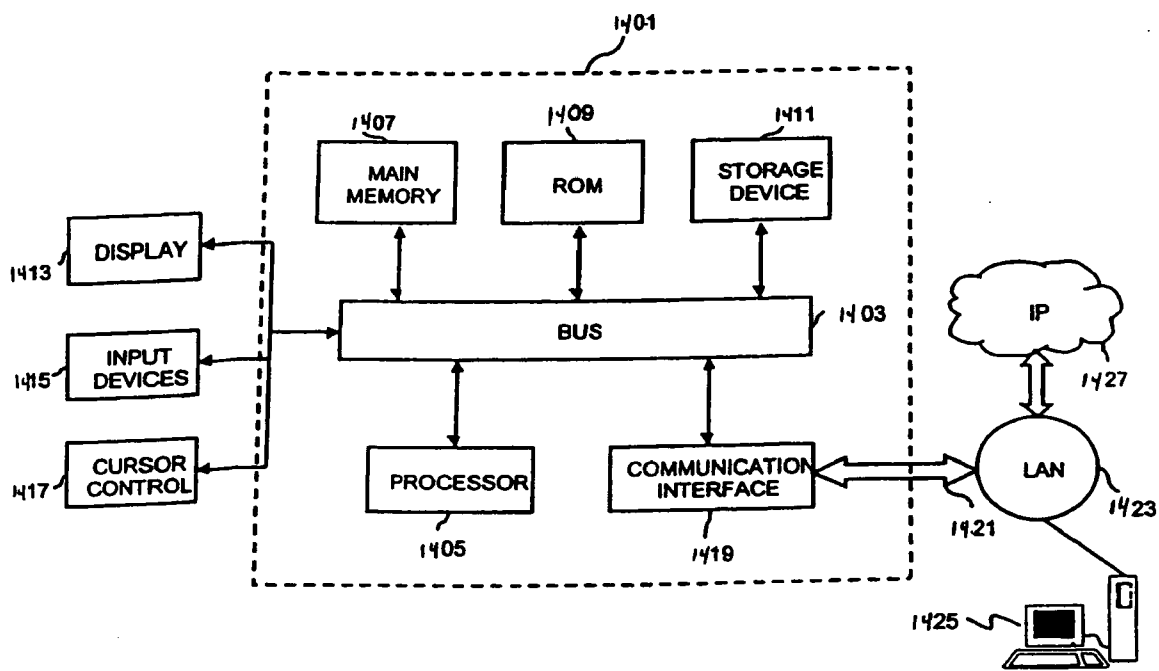 1401
1407
MAIN
MEMORY
1409
ROM
1411
STORAGE
DEVICE
1413
DISPLAY
1415
INPUT
DEVICES
1417
CURSOR
CONTROL
BUS
1403
PROCESSOR
1405
COMMUNICATION
INTERFACE
1419
1421
IP
1427
LAN
1423
1425